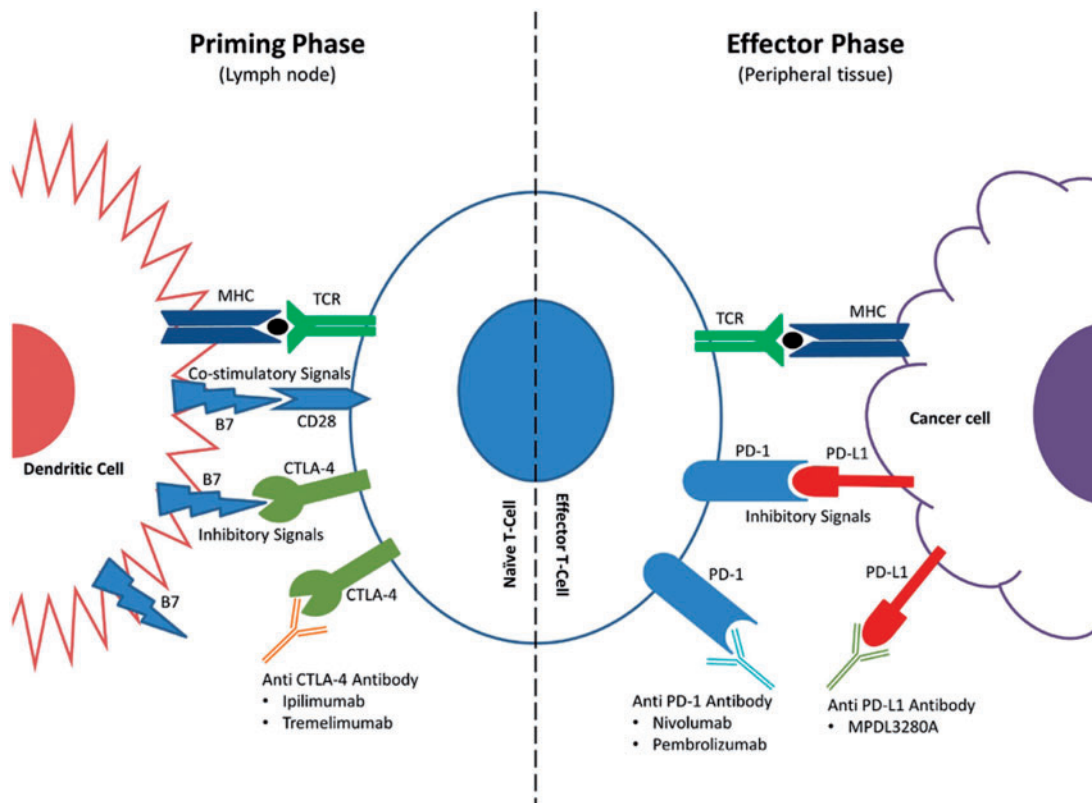 Priming Phase
(Lymph node)
MHC
TCR
Co-stimulatory Signals
B7
CD28
Dendritic Cell
B7
CTLA-4
Inhibitory Signals
B7
CTLA-4
Anti CTLA-4 Antibody
• Ipilimumab
• Tremelimumab
Naïve T-Cell
Effector T-Cell
Effector Phase
(Peripheral tissue)
TCR
MHC
Cancer cell
PD-1
PD-L1
Inhibitory Signals
PD-1
PD-L1
Anti PD-1 Antibody
• Nivolumab
• Pembrolizumab
Anti PD-L1 Antibody
• MPDL3280A